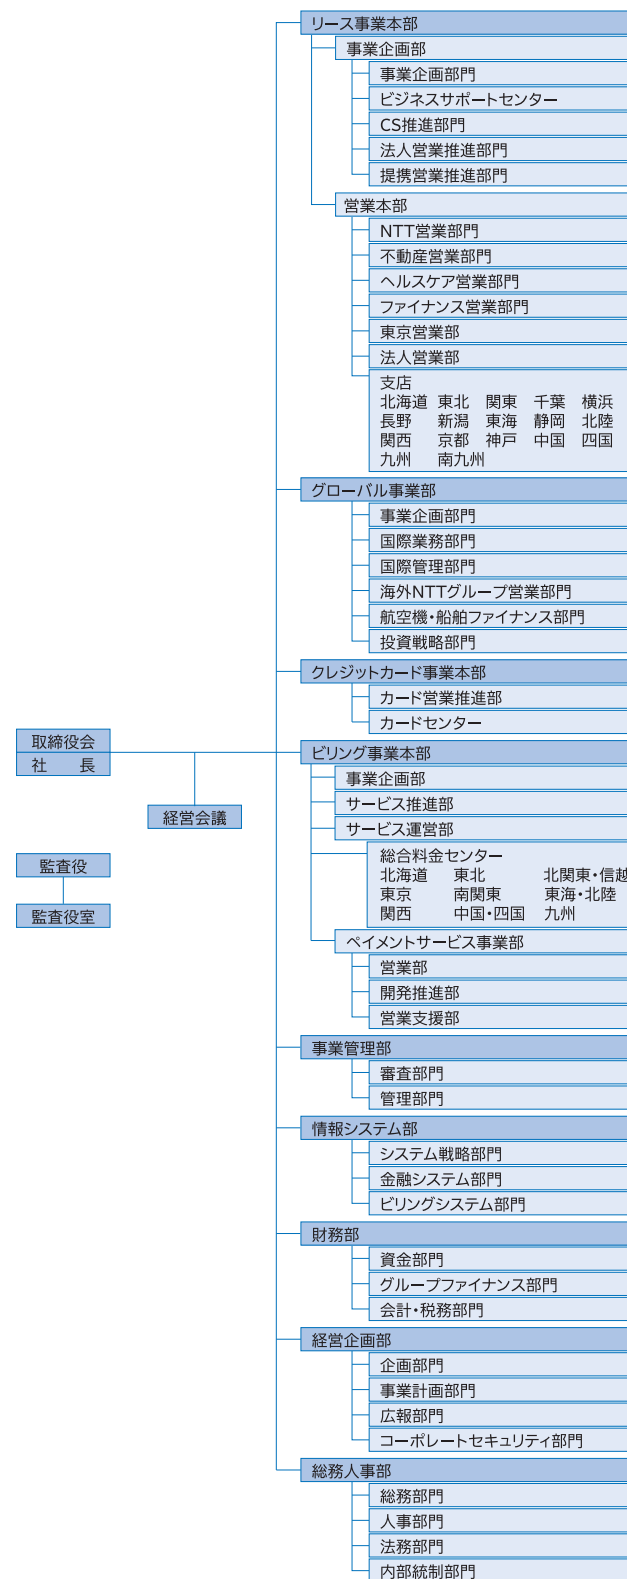 リース事業本部
事業企画部
事業企画部門
ビジネスサポートセンター
CS推進部門
法人営業推進部門
提携営業推進部門
営業本部
NTT営業部門
不動産営業部門
ヘルスケア営業部門
ファイナンス営業部門
東京営業部
法人営業部
支店
北海道 東北 関東 千葉 横浜
長野 新潟 東海 静岡 北陸
関西 京都 神戸 中国 四国
九州 南九州
グローバル事業部
事業企画部門
国際業務部門
国際管理部門
海外NTTグループ営業部門
航空機・船舶ファイナンス部門
投資戦略部門
クレジットカード事業本部
カード営業推進部
カードセンター
取締役会
社 長
経営会議
監査役
監査役室
ビリング事業本部
事業企画部
サービス推進部
サービス運営部
総合料金センター
北海道 東北 北関東・信越
東京 南関東 東海・北陸
関西 中国・四国 九州
ペイメントサービス事業部
営業部
開発推進部
営業支援部
事業管理部
審査部門
管理部門
情報システム部
システム戦略部門
金融システム部門
ビリングシステム部門
財務部
資金部門
グループファイナンス部門
会計・税務部門
経営企画部
企画部門
事業計画部門
広報部門
コーポレートセキュリティ部門
総務人事部
総務部門
人事部門
法務部門
内部統制部門